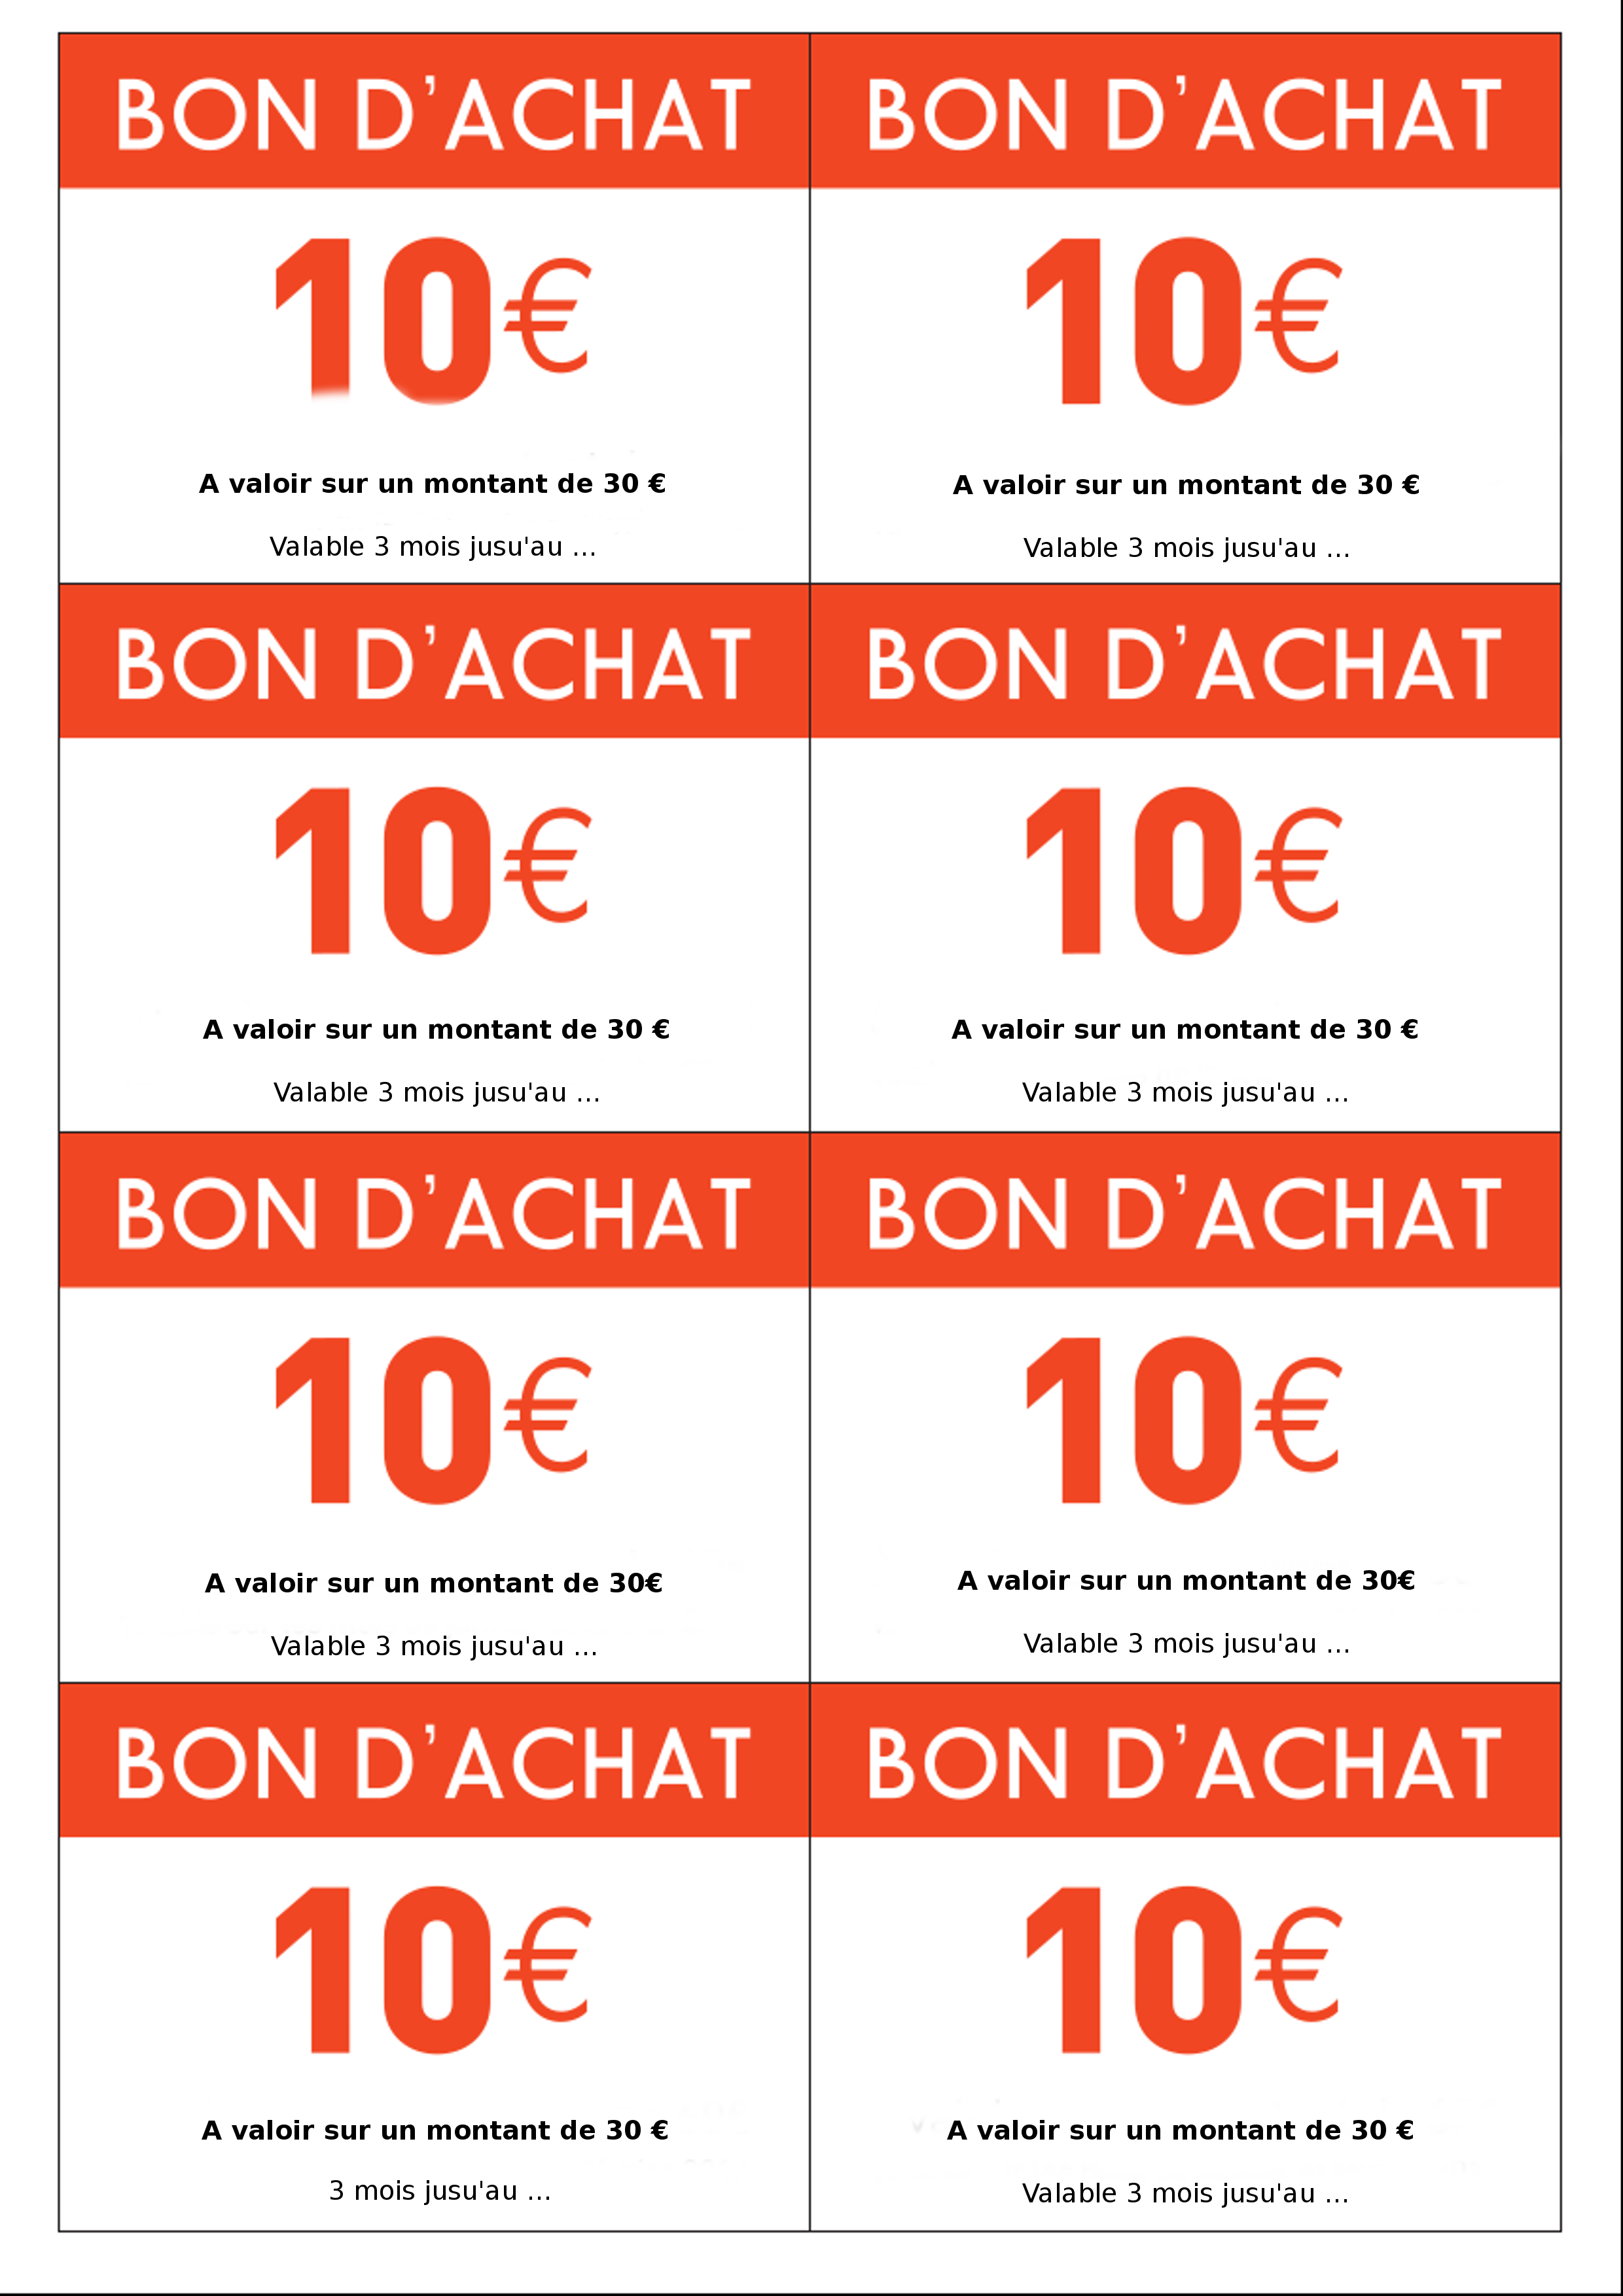 BON D’ACHAT
10€
A valoir sur un montant de 30 €
Valable 3 mois jusu'au ...
BON D’ACHAT
10€
A valoir sur un montant de 30 €
Valable 3 mois jusu'au ...
BON D’ACHAT
10€
A valoir sur un montant de 30 €
Valable 3 mois jusu'au ...
BON D’ACHAT
10€
A valoir sur un montant de 30 €
Valable 3 mois jusu'au ...
BON D’ACHAT
10€
A valoir sur un montant de 30€
Valable 3 mois jusu'au ...
BON D’ACHAT
10€
A valoir sur un montant de 30€
Valable 3 mois jusu'au ...
BON D’ACHAT
10€
A valoir sur un montant de 30 €
3 mois jusu'au ...
BON D’ACHAT
10€
A valoir sur un montant de 30 €
Valable 3 mois jusu'au ...